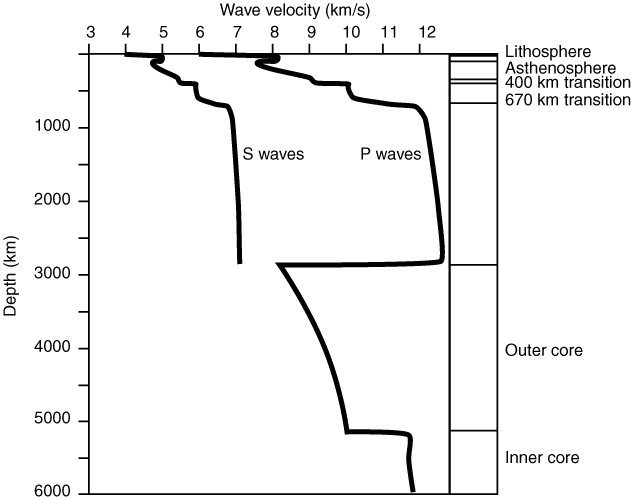 Wave velocity (km/s)
3 4 5 6 7 8 9 10 11 12
Lithosphere
Asthenosphere
400 km transition
670 km transition
1000
S waves
P waves
2000
Depth (km)
3000
4000
Outer core
5000
Inner core
6000